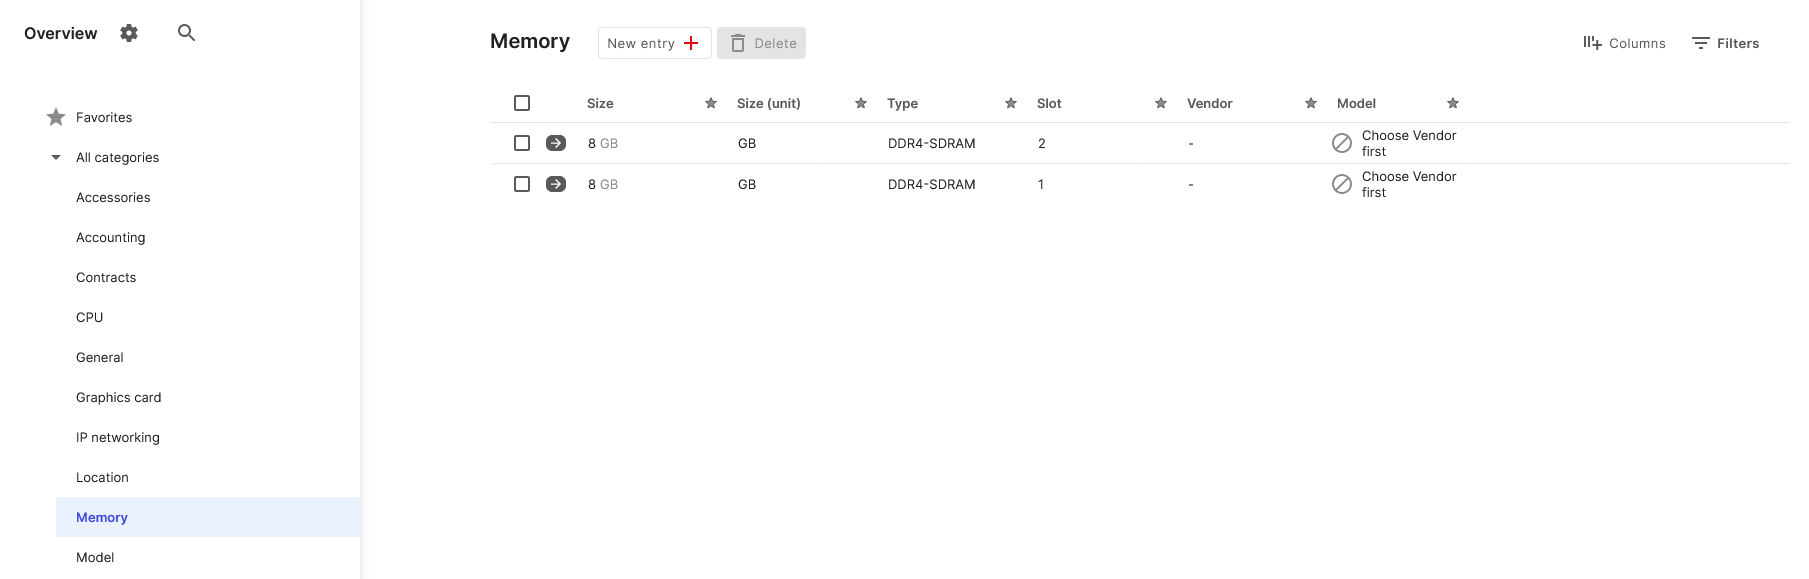 Overview
Favorites
All categories
Accessories
Accounting
Contracts
CPU
General
Graphics card
IP networking
Location
Memory
Model
Memory New entry Delete Columns Filters
Size Size (unit) Type Slot Vendor Model
8 GB GB DDR4-SDRAM 2 - Choose Vendor
first
8 GB GB DDR4-SDRAM 1 - Choose Vendor
first